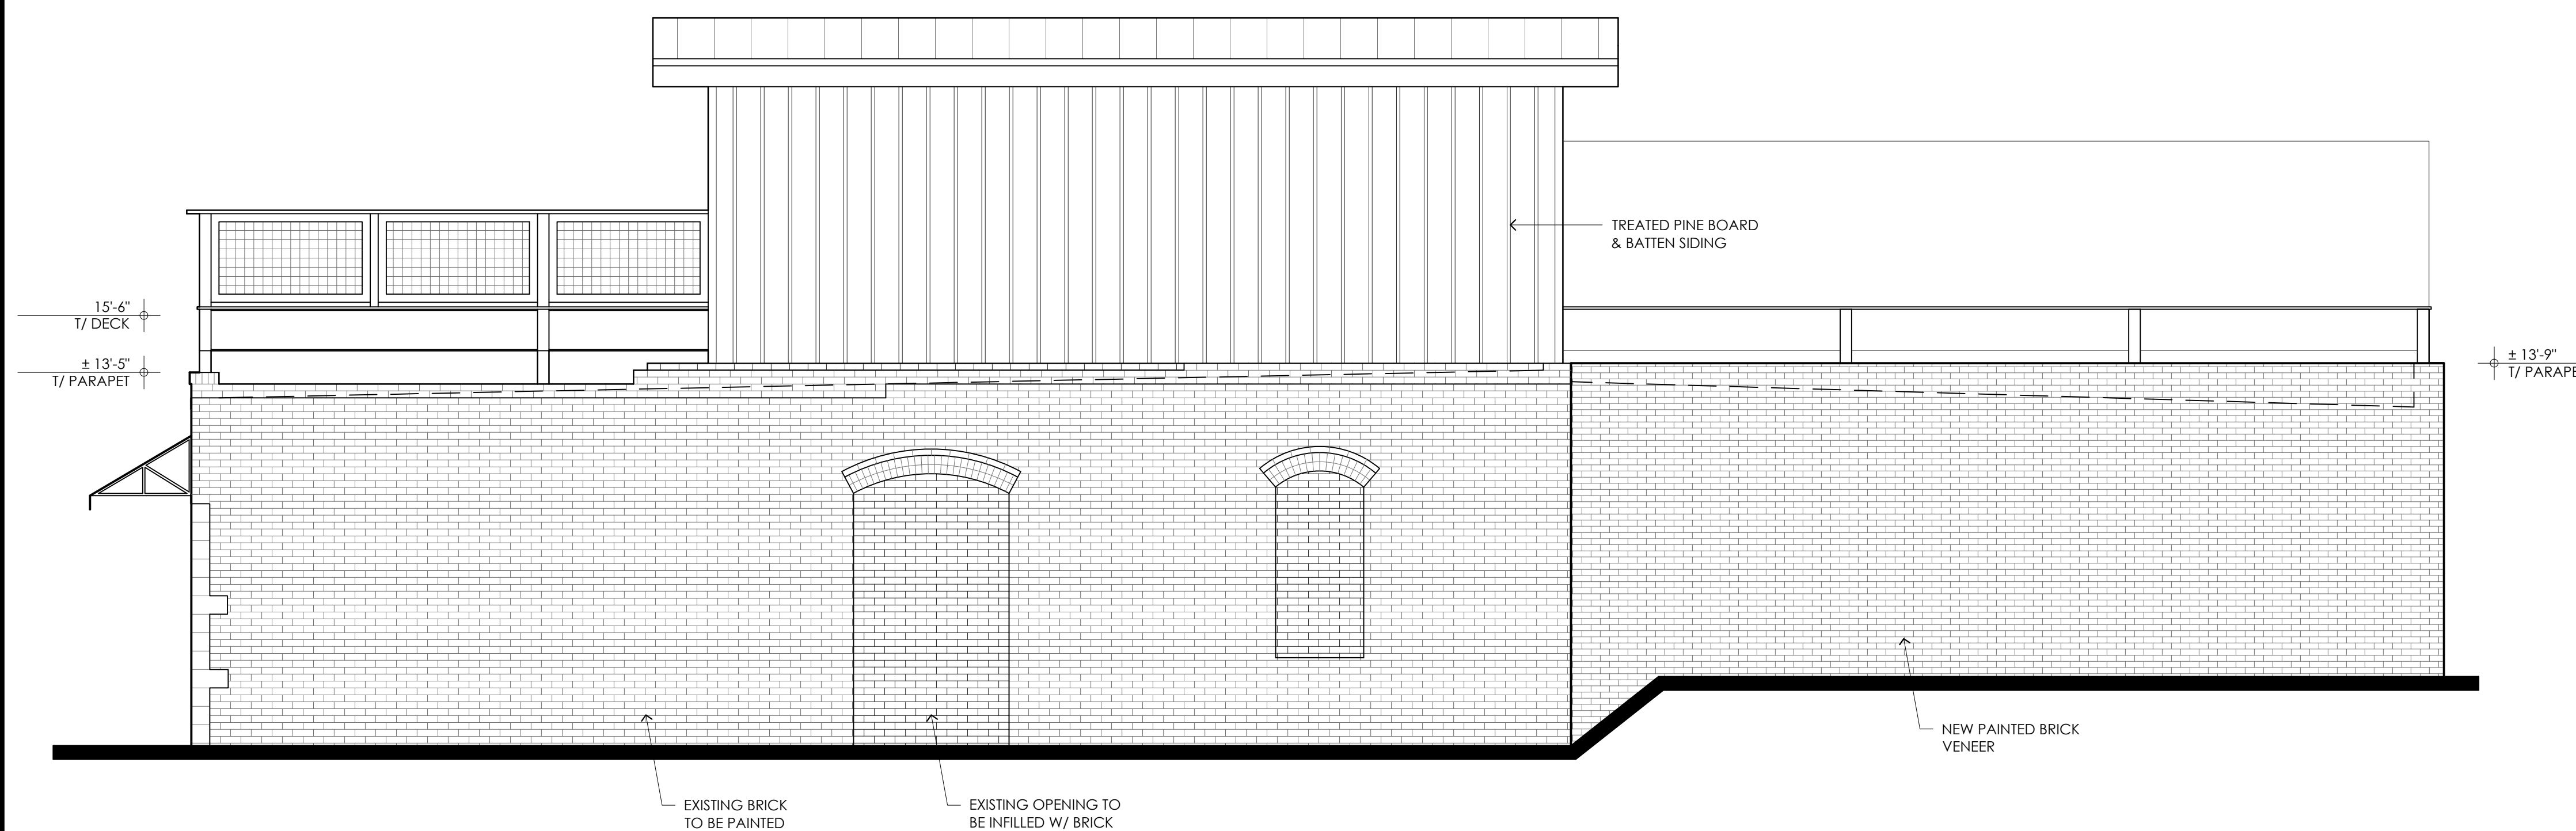 TREATED PINE BOARD
& BATTEN SIDING
15'-6"
T/ DECK
± 13'-5"
T/ PARAPET
± 13'-9"
T/ PARAPE
NEW PAINTED BRICK
VENEER
EXISTING BRICK
TO BE PAINTED
EXISTING OPENING TO
BE INFILLED W/ BRICK